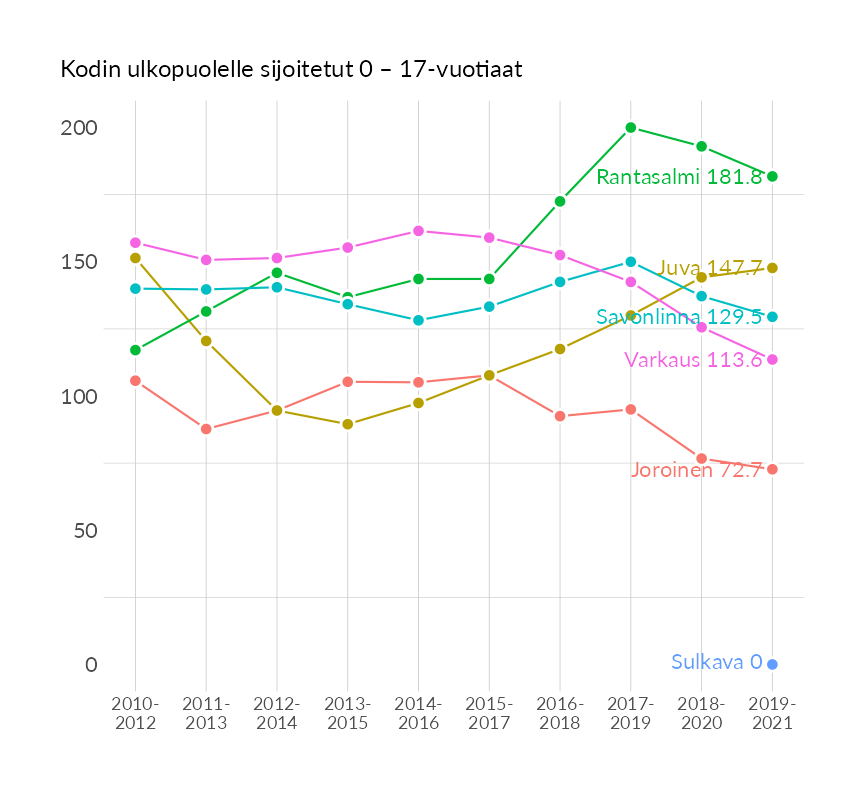 Kodin ulkopuolelle sijoitetut 0 – 17-vuotiaat
200
Rantasalmi 181.8
150
Juva 147.7
Savonlinna 129.5
Varkaus 113.6
100
Joroinen 72.7
50
Sulkava 0
0
2010- 2011- 2012- 2013- 2014- 2015- 2016- 2017- 2018- 2019-
2012 2013 2014 2015 2016 2017 2018 2019 2020 2021